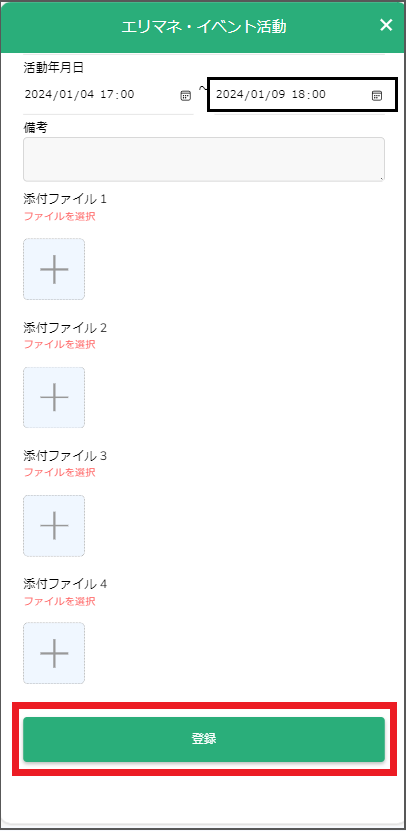 エリマネ・イベント活動 ×
活動年月日
2024/01/04 17:00 ~ 2024/01/09 18:00
備考
添付ファイル1
ファイルを選択
添付ファイル2
ファイルを選択
添付ファイル3
ファイルを選択
添付ファイル4
ファイルを選択
登録